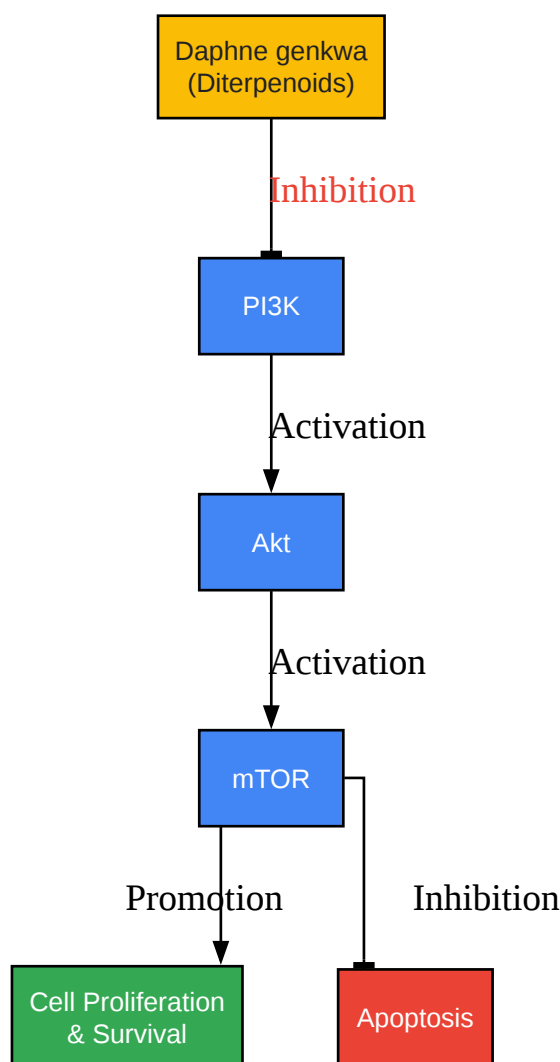 Daphne genkwa
(Diterpenoids)
Inhibition
PI3K
Activation
Akt
Activation
mTOR
Promotion
Inhibition
Cell Proliferation
& Survival
Apoptosis